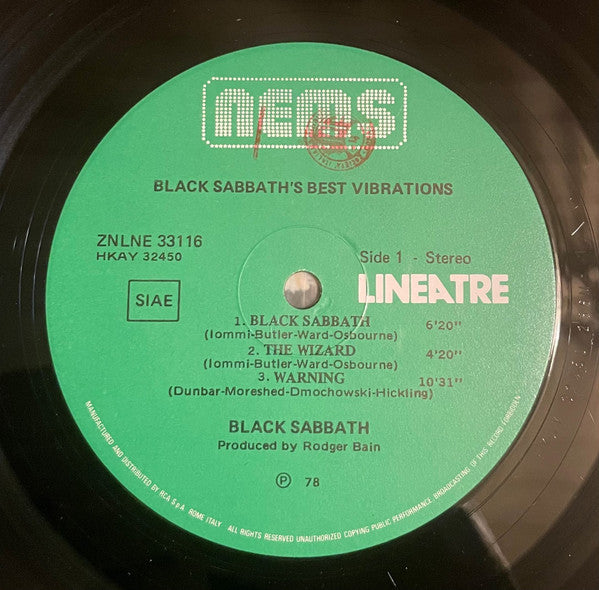 NEMS
BLACK SABBATH'S BEST VIBRATIONS
ZNLNE 33116
HKAY 32450
Side 1 - Stereo
LINEATRE
SIAE
1. BLACK SABBATH 6'20''
(Iommi-Butler-Ward-Osbourne)
2. THE WIZARD 4'20''
(Iommi-Butler-Ward-Osbourne)
3. WARNING 10'31''
(Dunbar-Moreshed-Dmochowski-Hickling)
BLACK SABBATH
Produced by Rodger Bain
Ⓟ 78
MANUFACTURED AND DISTRIBUTED BY RCA S.p.A. ROME ITALY ALL RIGHTS RESERVED UNAUTHORIZED COPYING PUBLIC PERFORMANCE BROADCASTING OF THIS RECORD FORBIDDEN